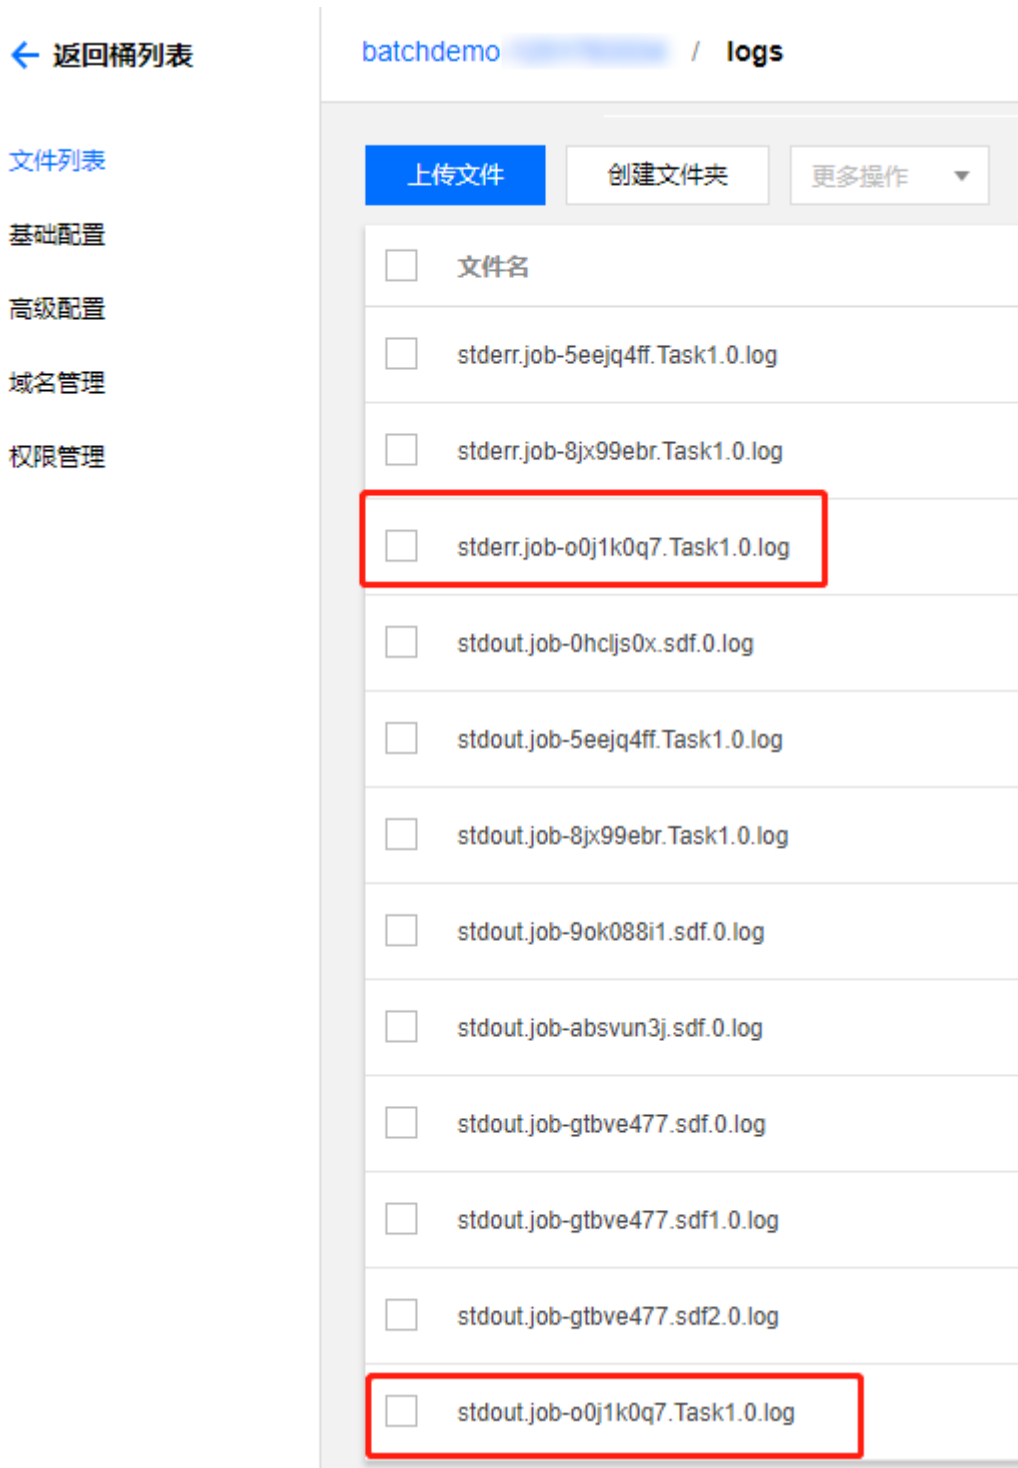 返回桶列表
文件列表
基础配置
高级配置
域名管理
权限管理
batchdemo / logs
上传文件 创建文件夹 更多操作
文件名
stderr.job-5eejq4ff.Task1.0.log
stderr.job-8jx99ebr.Task1.0.log
stderr.job-o0j1k0q7.Task1.0.log
stdout.job-0hcljs0x.sdf.0.log
stdout.job-5eejq4ff.Task1.0.log
stdout.job-8jx99ebr.Task1.0.log
stdout.job-9ok088i1.sdf.0.log
stdout.job-absvun3j.sdf.0.log
stdout.job-gtbve477.sdf.0.log
stdout.job-gtbve477.sdf1.0.log
stdout.job-gtbve477.sdf2.0.log
stdout.job-o0j1k0q7.Task1.0.log